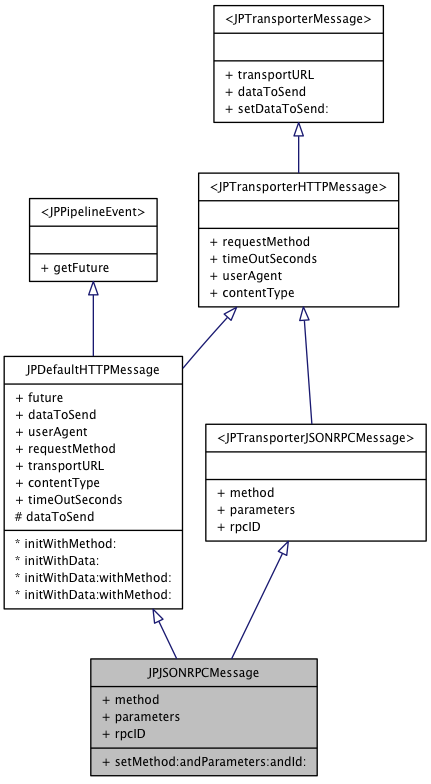 <JPTransporterMessage>
+ transportURL
+ dataToSend
+ setDataToSend:
<JPTransporterHTTPMessage>
+ requestMethod
+ timeOutSeconds
+ userAgent
+ contentType
<JPPipelineEvent>
+ getFuture
JPDefaultHTTPMessage
+ future
+ dataToSend
+ userAgent
+ requestMethod
+ transportURL
+ contentType
+ timeOutSeconds
# dataToSend
* initWithMethod:
* initWithData:
* initWithData:withMethod:
* initWithData:withMethod:
<JPTransporterJSONRPCMessage>
+ method
+ parameters
+ rpcID
JPJSONRPCMessage
+ method
+ parameters
+ rpcID
+ setMethod:andParameters:andId: